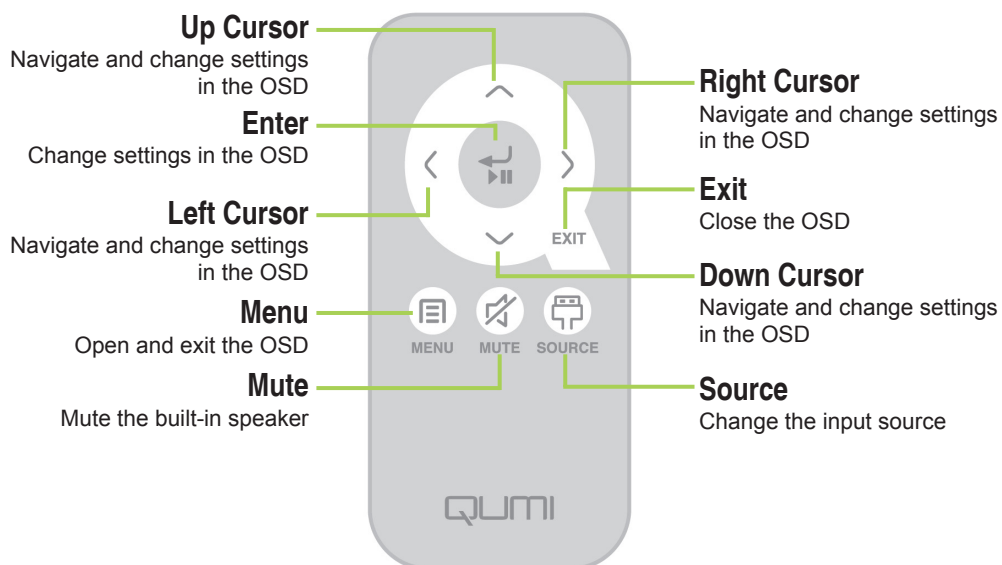 Up Cursor
Navigate and change settings
in the OSD
Enter
Change settings in the OSD
Left Cursor
Navigate and change settings
in the OSD
Menu
Open and exit the OSD
Mute
Mute the built-in speaker
Right Cursor
Navigate and change settings
in the OSD
Exit
Close the OSD
Down Cursor
Navigate and change settings
in the OSD
Source
Change the input source
EXIT
MENU MUTE SOURCE
QUMI